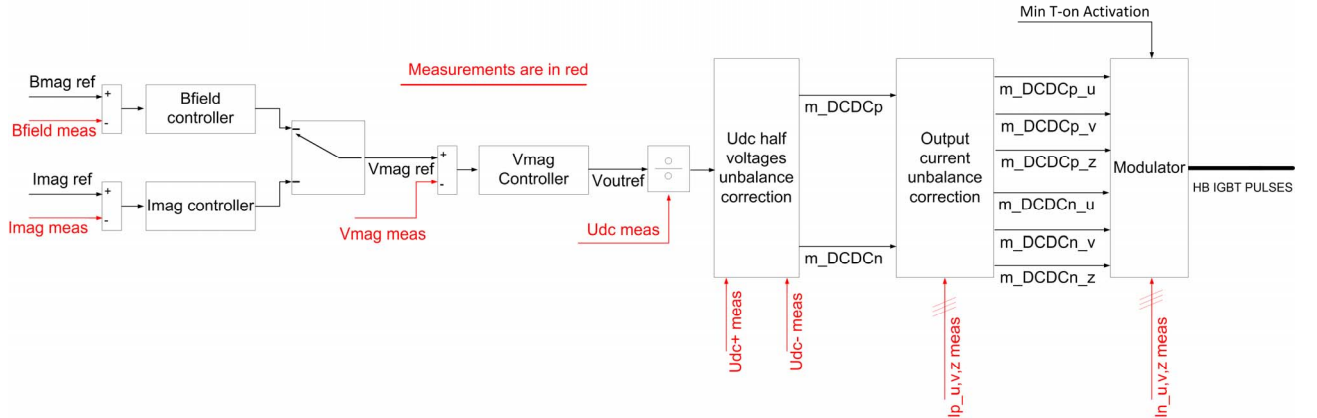 Min T-on Activation
Measurements are in red
Bmag ref
+
-
Bfield meas
Bfield
controller
Imag ref
+
-
Imag meas
Imag controller
Vmag ref
+
-
Vmag meas
Vmag
Controller
Voutref
÷
÷
Udc meas
Udc half
voltages
unbalance
correction
Udc+ meas
Udc- meas
m_DCDCp
m_DCDCn
Output
current
unbalance
correction
Ip_u,v,z meas
m_DCDCp_u
m_DCDCp_v
m_DCDCp_z
m_DCDCn_u
m_DCDCn_v
m_DCDCn_z
Modulator
In_u,v,z meas
HB IGBT PULSES